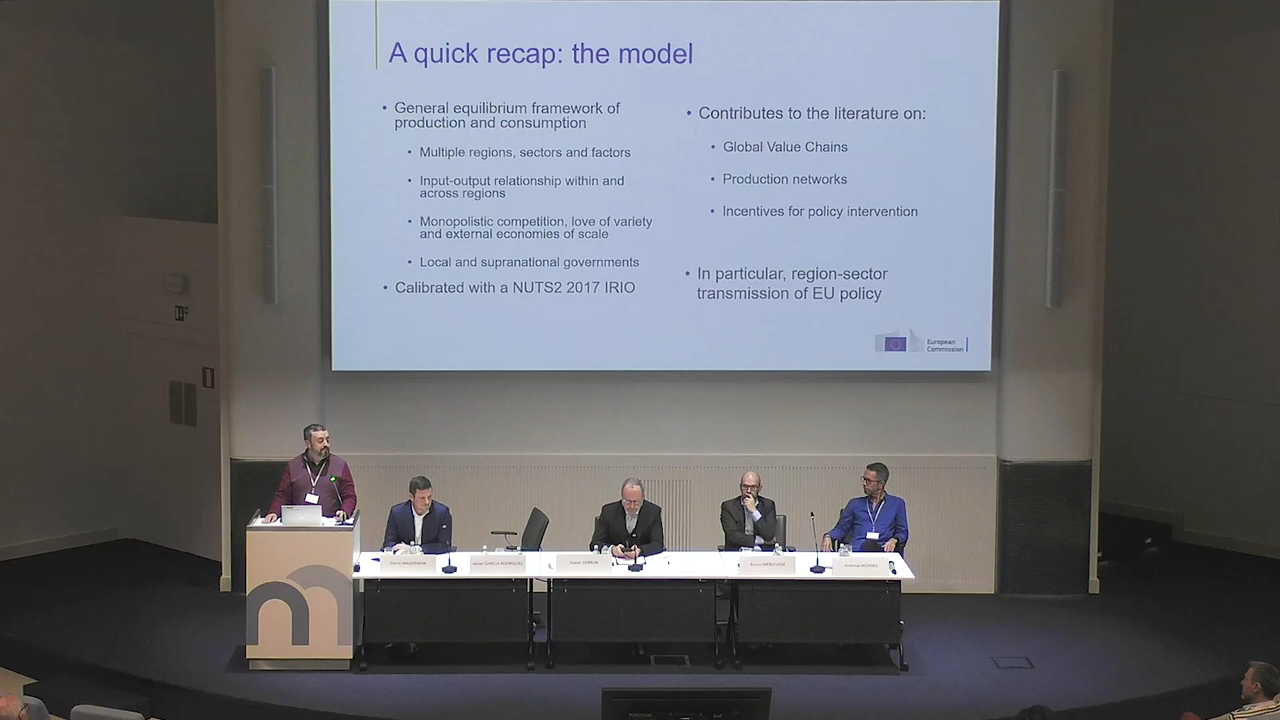 A quick recap: the model
• General equilibrium framework of
production and consumption
• Multiple regions, sectors and factors
• Input-output relationship within and
across regions
• Monopolistic competition, love of variety
and external economies of scale
• Local and supranational governments
• Calibrated with a NUTS2 2017 IRIO
• Contributes to the literature on:
• Global Value Chains
• Production networks
• Incentives for policy intervention
• In particular, region-sector
transmission of EU policy
European
Commission